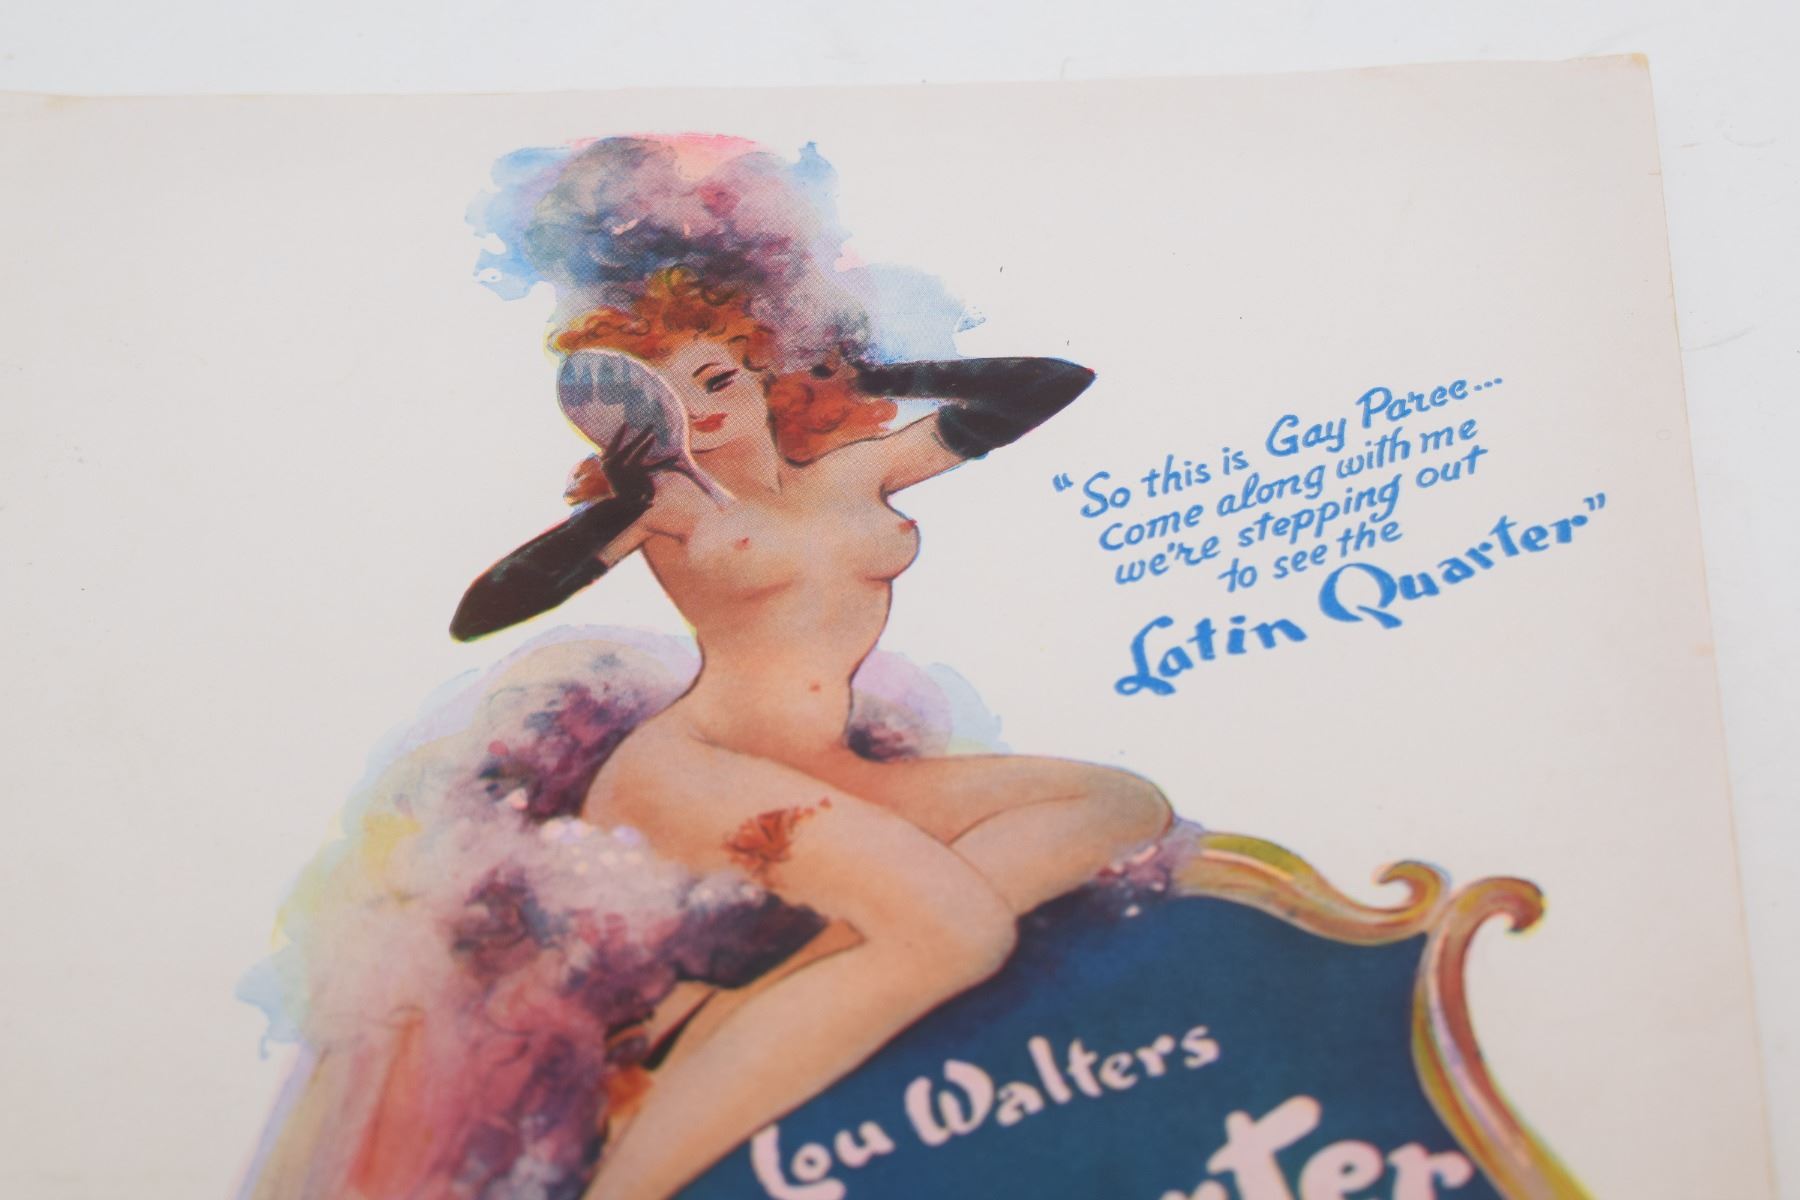 "So this is Gay Paree...
come along with me
we're stepping out
to see the
Latin Quarter"
Lou Walters